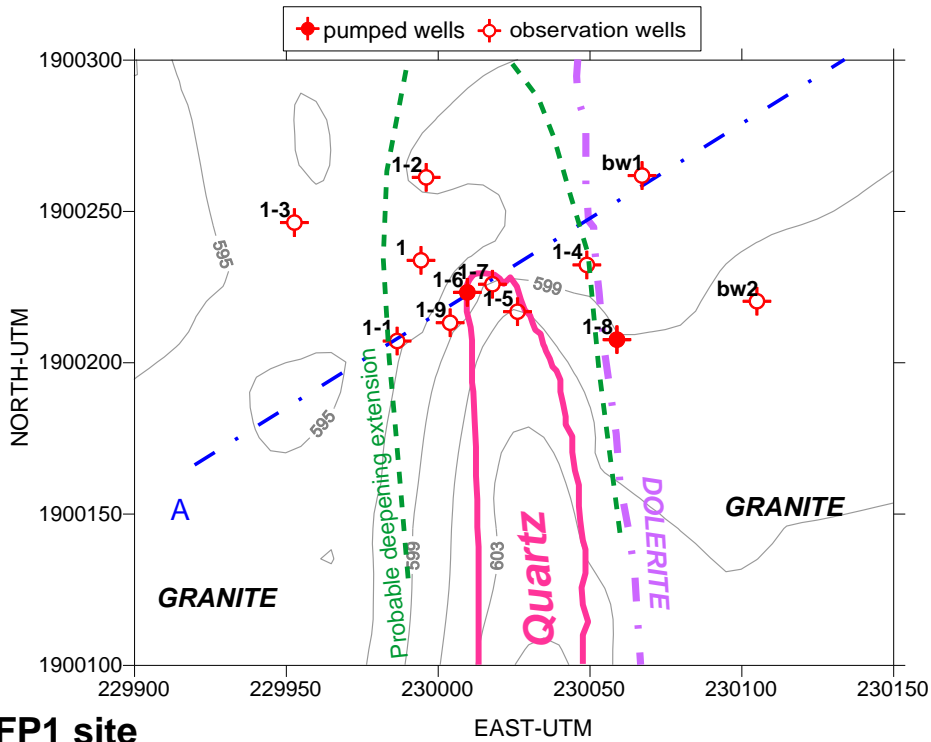 pumped wells observation wells
1900300
1900250
1900200
1900150
1900100
NORTH-UTM
1-2
bw1
1-3
1
1-4
1-7
1-6
1-5
bw2
1-9
1-1
1-8
595
599
595
599
603
Probable deepening extension
A
GRANITE
GRANITE
Quartz
DOLERITE
229900 229950 230000 230050 230100 230150
FP1 site
EAST-UTM